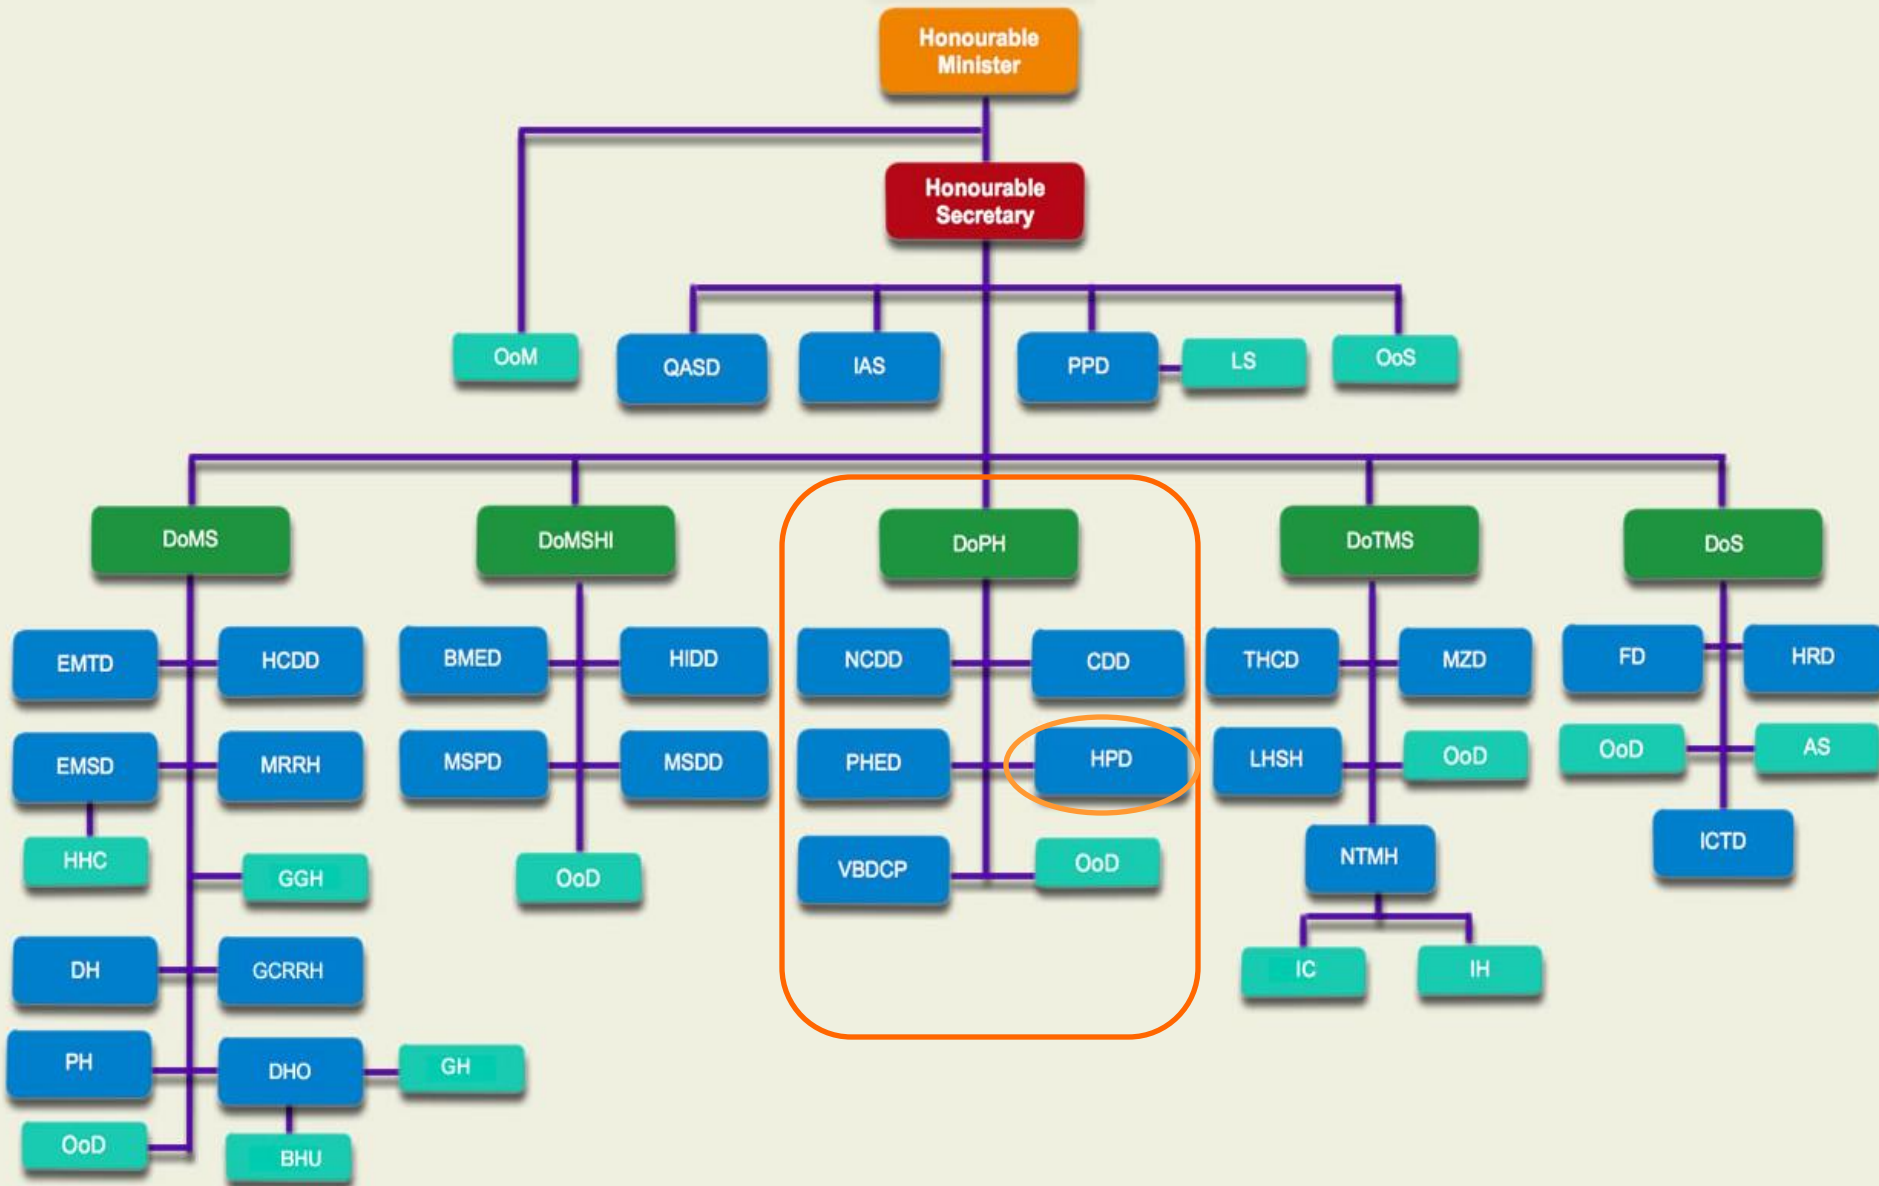 Honourable
Minister
Honourable
Secretary
OoM
QASD
IAS
PPD
LS
OoS
DoMS
DoMSHI
DoPH
DoTMS
DoS
EMTD
HCDD
BMED
HIDD
NCDD
CDD
THCD
MZD
FD
HRD
EMSD
MRRH
MSPD
MSDD
PHED
HPD
LHSH
OoD
OoD
AS
HHC
GGH
OoD
VBDCP
OoD
NTMH
ICTD
DH
GCRRH
IC
IH
PH
DHO
GH
OoD
BHU